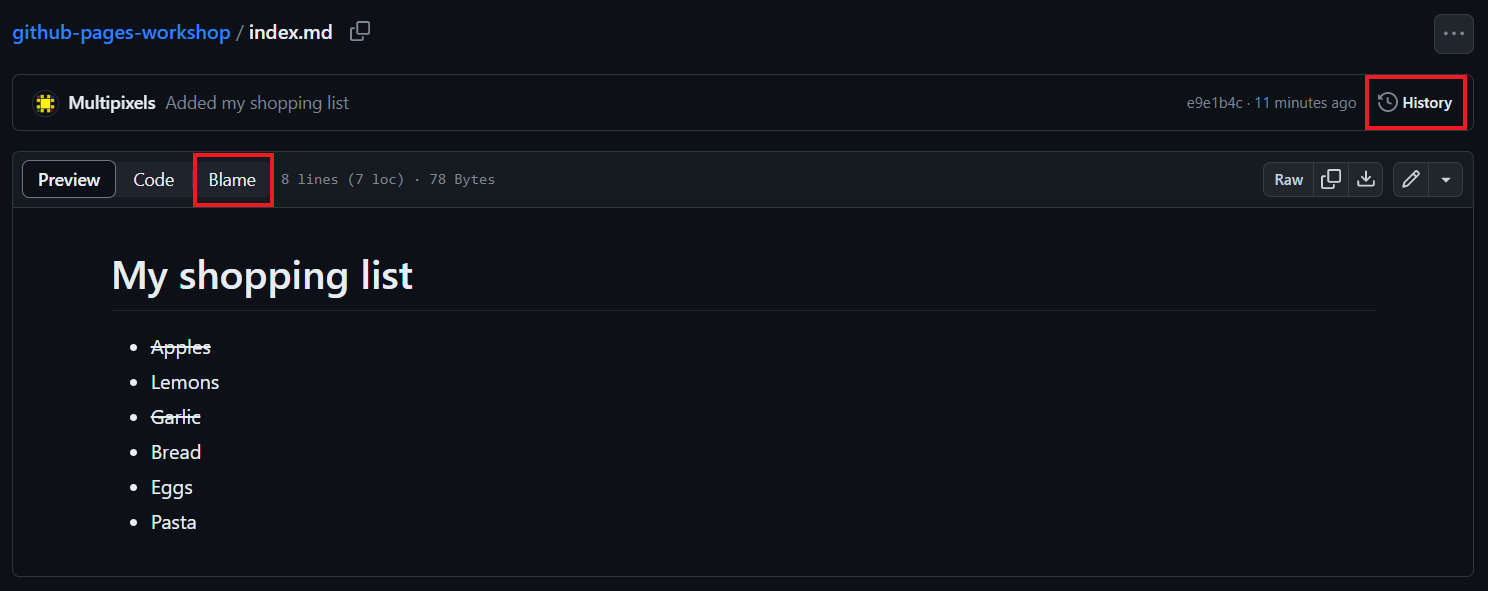 github-pages-workshop / index.md
Multipixels Added my shopping list e9e1b4c · 11 minutes ago History
Preview Code Blame 8 lines (7 loc) · 78 Bytes Raw
My shopping list
Apples
Lemons
Garlic
Bread
Eggs
Pasta